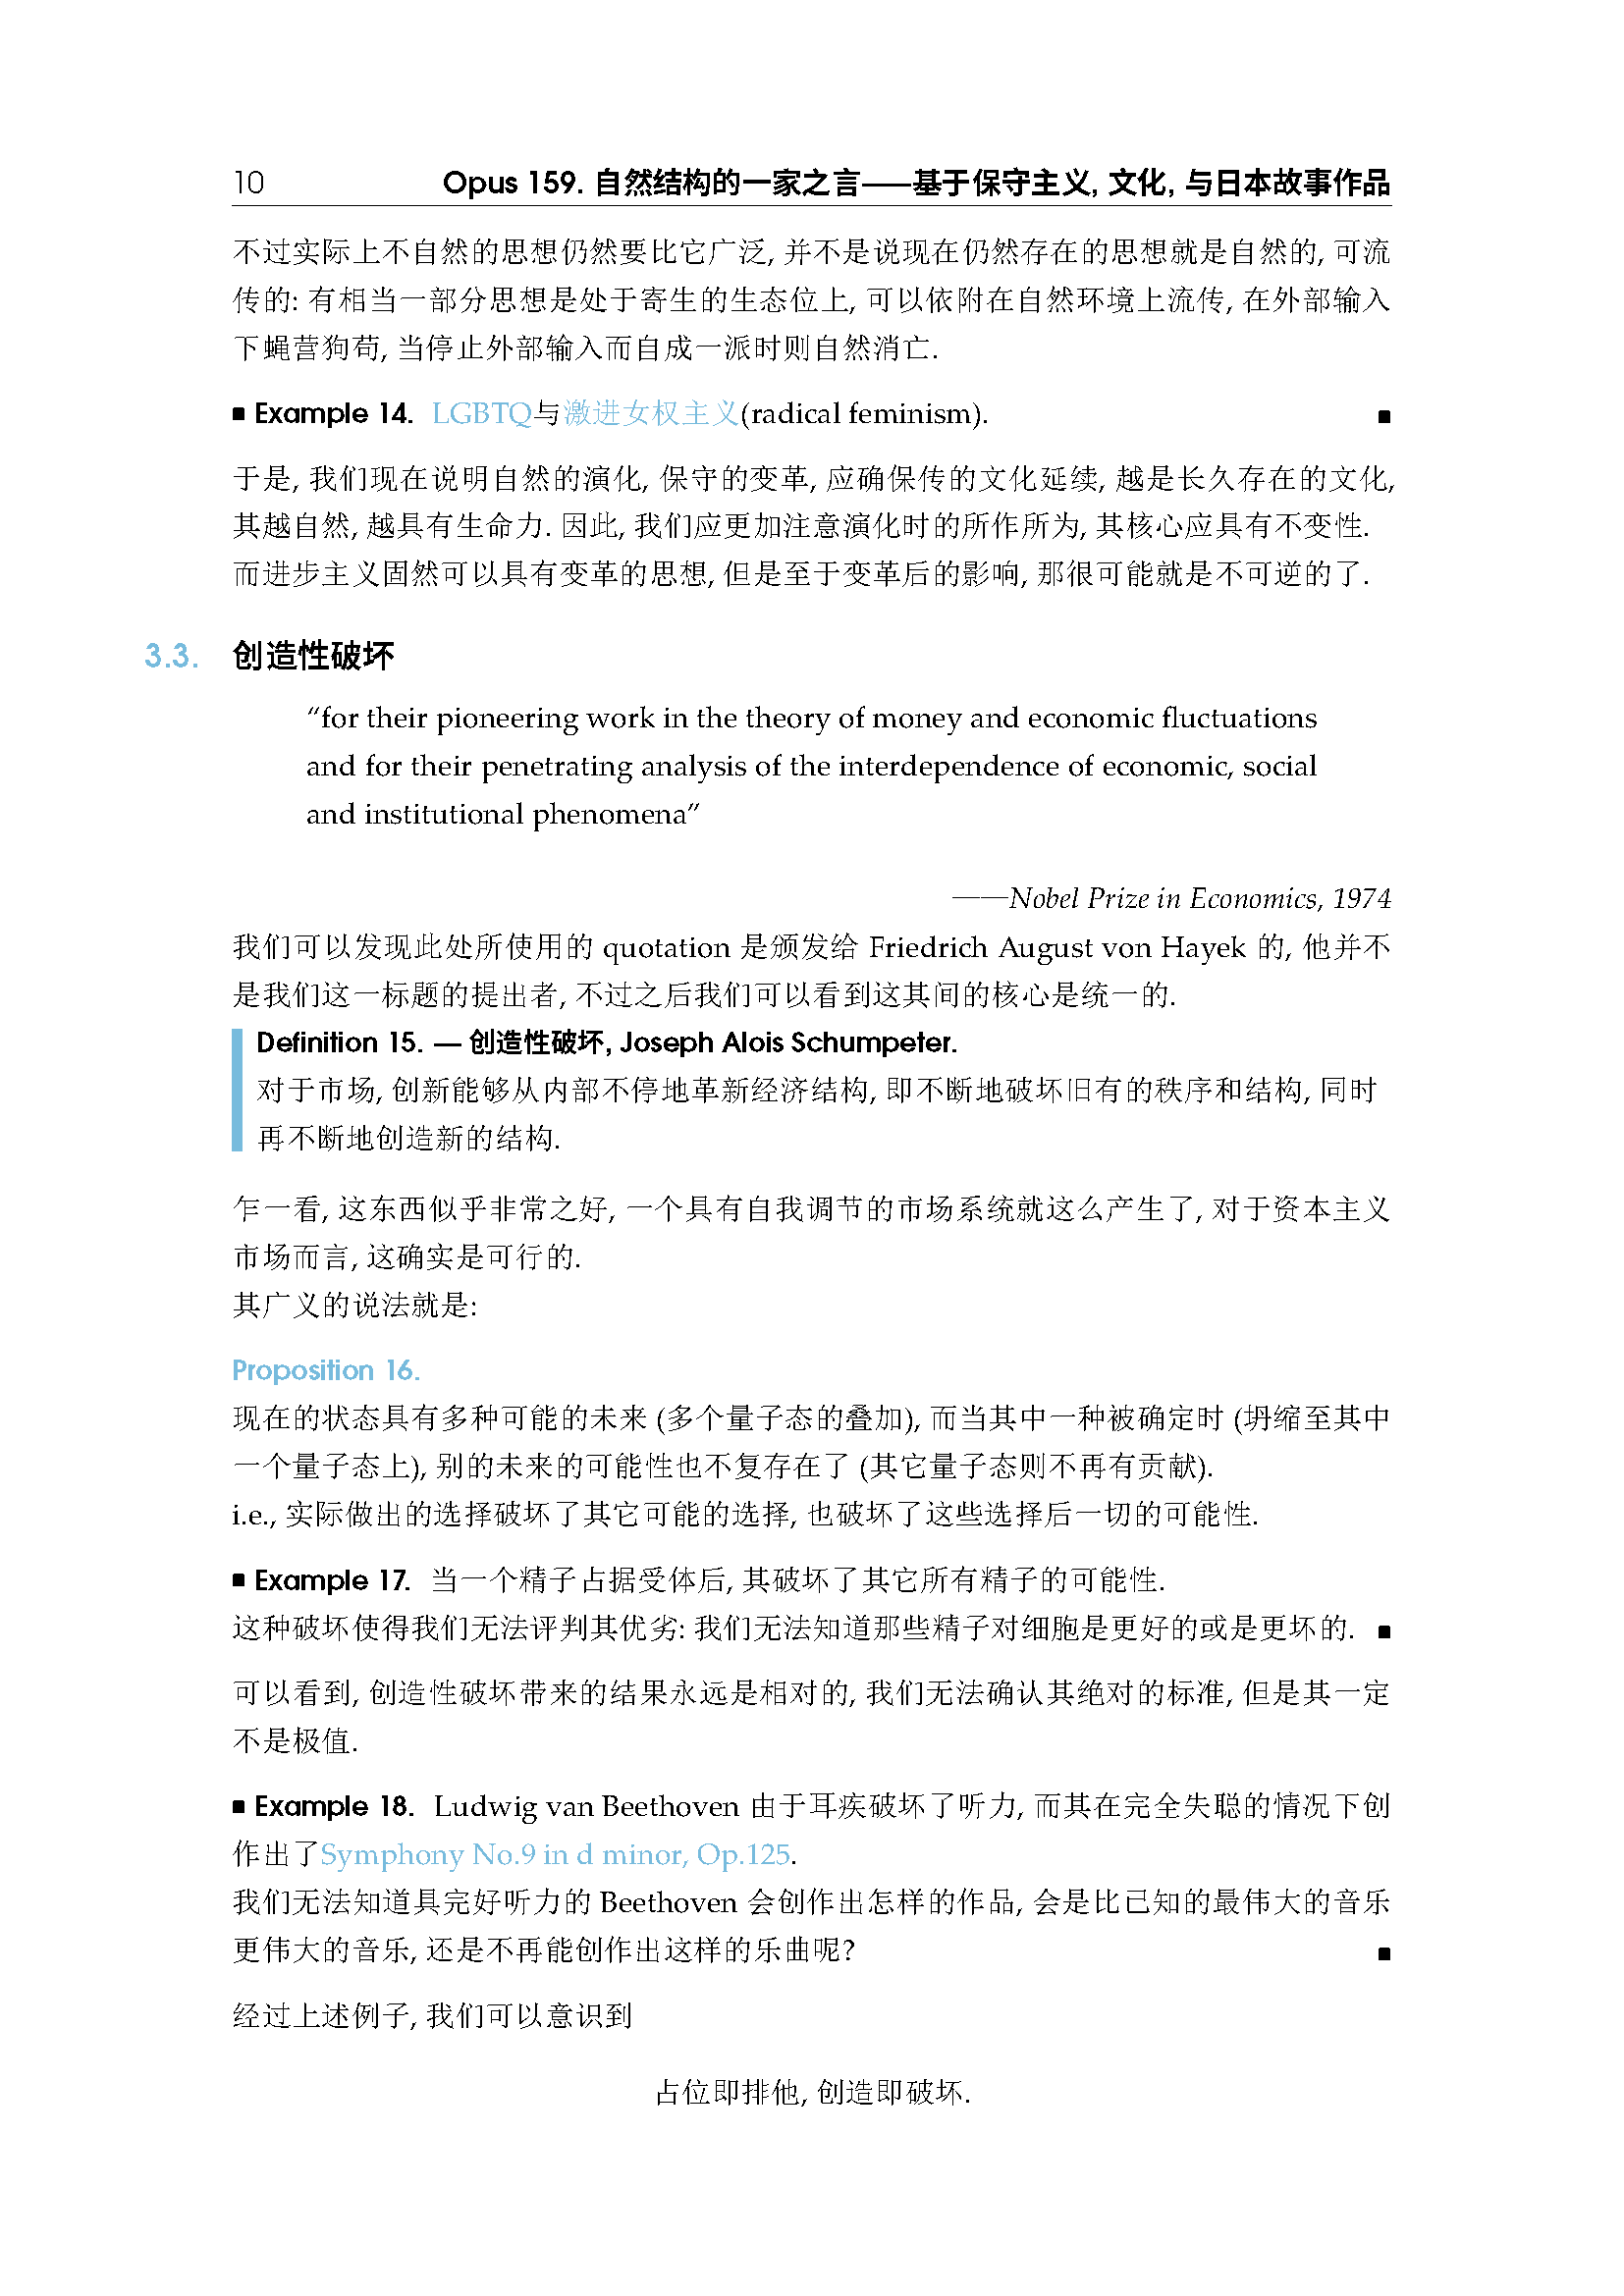 10 Opus 159. 自然结构的一家之言——基于保守主义, 文化, 与日本故事作品
不过实际上不自然的思想仍然要比它广泛, 并不是说现在仍然存在的思想就是自然的, 可流
传的: 有相当一部分思想是处于寄生的生态位上, 可以依附在自然环境上流传, 在外部输入
下蝇营狗苟, 当停止外部输入而自成一派时则自然消亡.
■ Example 14. LGBTQ与激进女权主义(radical feminism). ■
于是, 我们现在说明自然的演化, 保守的变革, 应确保传的文化延续, 越是长久存在的文化,
其越自然, 越具有生命力. 因此, 我们应更加注意演化时的所作所为, 其核心应具有不变性.
而进步主义固然可以具有变革的思想, 但是至于变革后的影响, 那很可能就是不可逆的了.
3.3. 创造性破坏
“for their pioneering work in the theory of money and economic fluctuations
and for their penetrating analysis of the interdependence of economic, social
and institutional phenomena”
——Nobel Prize in Economics, 1974
我们可以发现此处所使用的 quotation 是颁发给 Friedrich August von Hayek 的, 他并不
是我们这一标题的提出者, 不过之后我们可以看到这其间的核心是统一的.
Definition 15. — 创造性破坏, Joseph Alois Schumpeter.
对于市场, 创新能够从内部不停地革新经济结构, 即不断地破坏旧有的秩序和结构, 同时
再不断地创造新的结构.
乍一看, 这东西似乎非常之好, 一个具有自我调节的市场系统就这么产生了, 对于资本主义
市场而言, 这确实是可行的.
其广义的说法就是:
Proposition 16.
现在的状态具有多种可能的未来 (多个量子态的叠加), 而当其中一种被确定时 (坍缩至其中
一个量子态上), 别的未来的可能性也不复存在了 (其它量子态则不再有贡献).
i.e., 实际做出的选择破坏了其它可能的选择, 也破坏了这些选择后一切的可能性.
■ Example 17. 当一个精子占据受体后, 其破坏了其它所有精子的可能性.
这种破坏使得我们无法评判其优劣: 我们无法知道那些精子对细胞是更好的或是更坏的. ■
可以看到, 创造性破坏带来的结果永远是相对的, 我们无法确认其绝对的标准, 但是其一定
不是极值.
■ Example 18. Ludwig van Beethoven 由于耳疾破坏了听力, 而其在完全失聪的情况下创
作出了Symphony No.9 in d minor, Op.125.
我们无法知道具完好听力的 Beethoven 会创作出怎样的作品, 会是比已知的最伟大的音乐
更伟大的音乐, 还是不再能创作出这样的乐曲呢? ■
经过上述例子, 我们可以意识到
占位即排他, 创造即破坏.